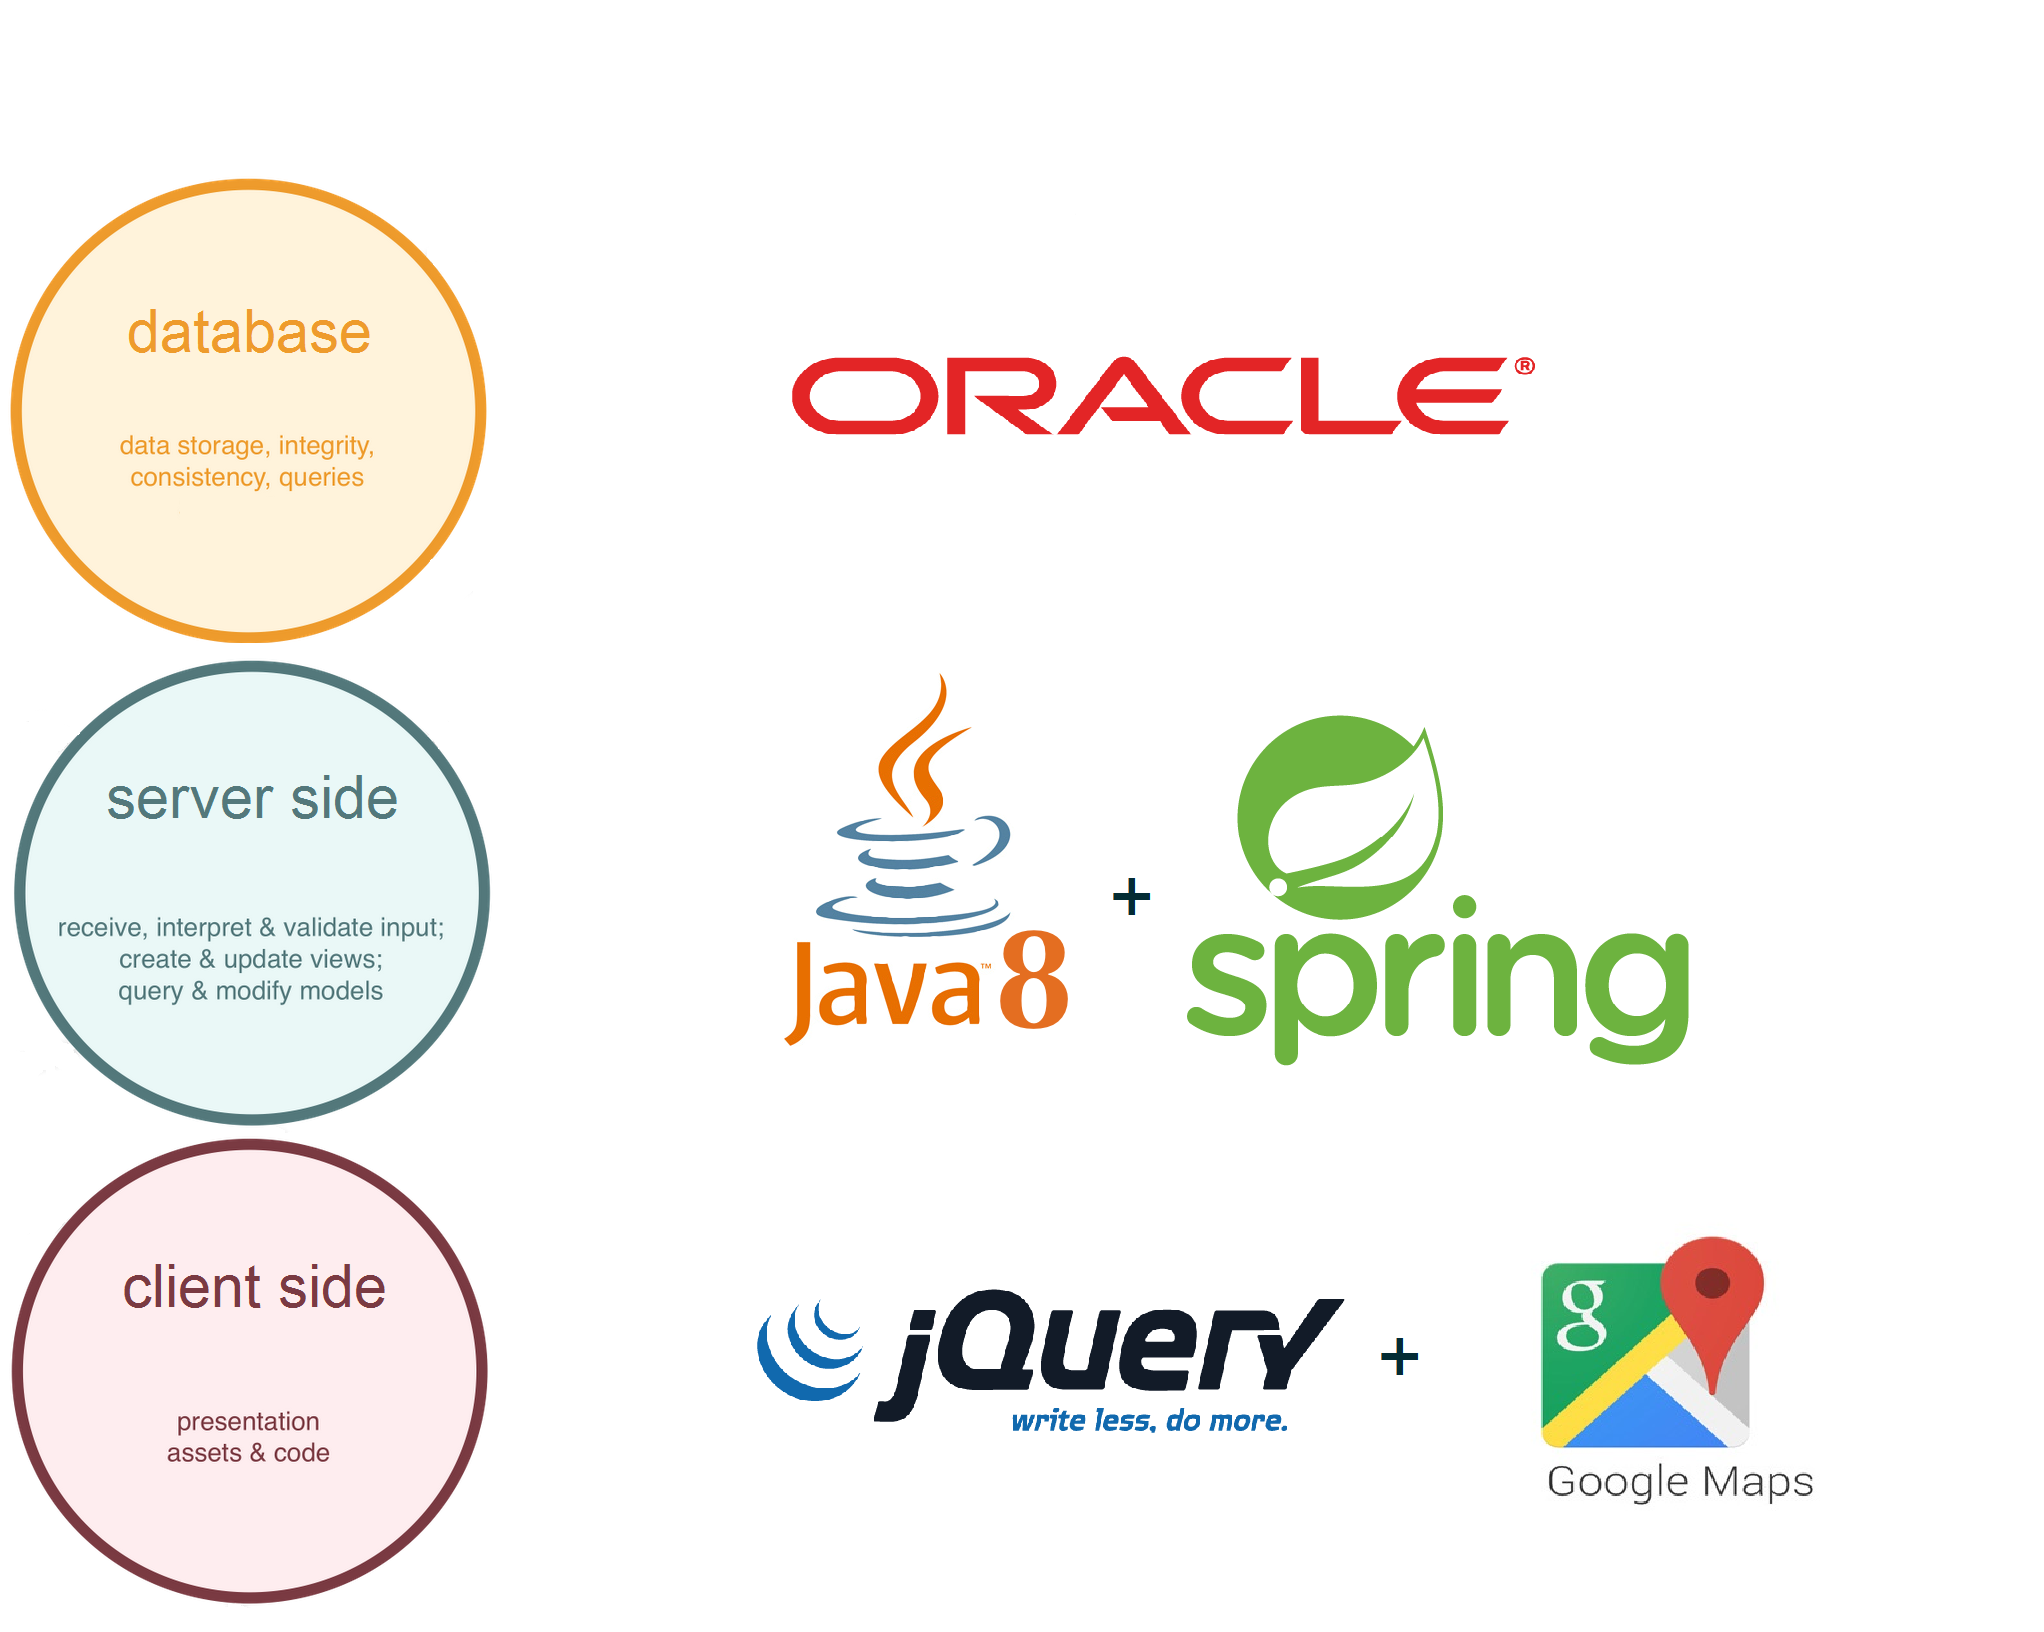 database
data storage, integrity,
consistency, queries
ORACLE®
server side
receive, interpret & validate input;
create & update views;
query & modify models
Java™ 8
+
spring
client side
presentation
assets & code
jQuery
write less, do more.
+
g
Google Maps